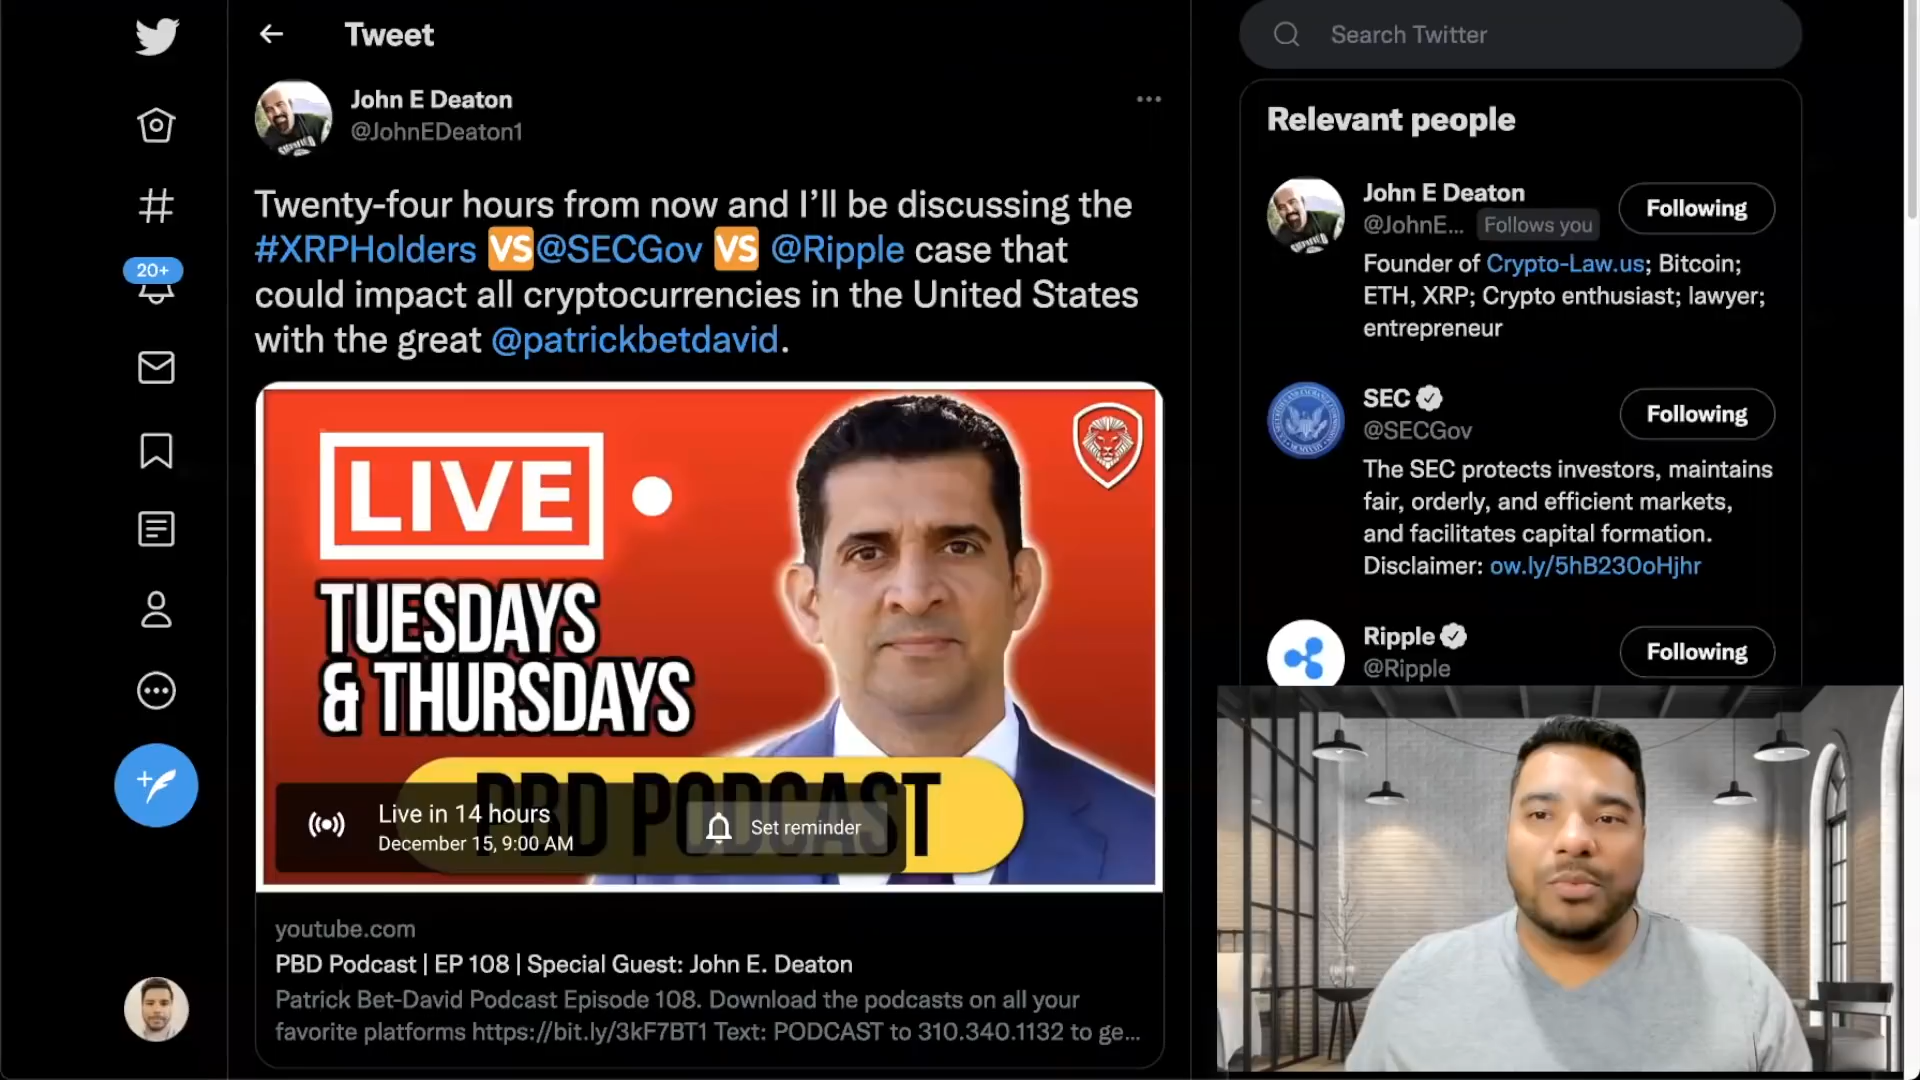 Tweet
Search Twitter
John E Deaton
@JohnEDeaton1
Twenty-four hours from now and I'll be discussing the
#XRPHolders VS @SECGov VS @Ripple case that
could impact all cryptocurrencies in the United States
with the great @patrickbetdavid.
20+
LIVE
TUESDAYS
& THURSDAYS
PBD PODCAST
Live in 14 hours
December 15, 9:00 AM
Set reminder
youtube.com
PBD Podcast | EP 108 | Special Guest: John E. Deaton
Patrick Bet-David Podcast Episode 108. Download the podcasts on all your
favorite platforms https://bit.ly/3kF7BT1 Text: PODCAST to 310.340.1132 to ge...
Relevant people
John E Deaton
@JohnE... Follows you
Following
Founder of Crypto-Law.us; Bitcoin;
ETH, XRP; Crypto enthusiast; lawyer;
entrepreneur
SEC
@SECGov
Following
The SEC protects investors, maintains
fair, orderly, and efficient markets,
and facilitates capital formation.
Disclaimer: ow.ly/5hB230oHjhr
Ripple
@Ripple
Following